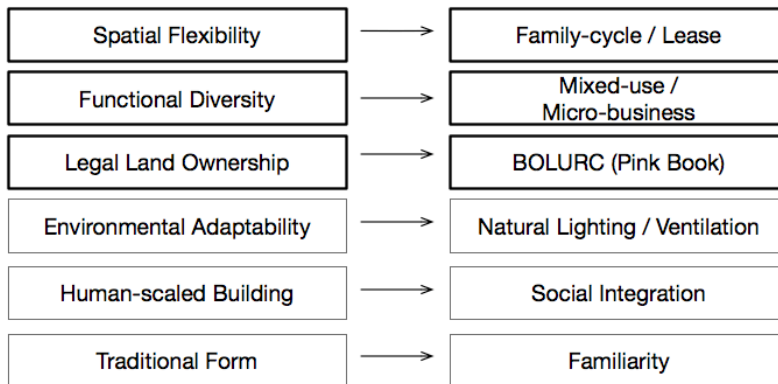 Spatial Flexibility
Family-cycle / Lease
Functional Diversity
Mixed-use /
Micro-business
Legal Land Ownership
BOLURC (Pink Book)
Environmental Adaptability
Natural Lighting / Ventilation
Human-scaled Building
Social Integration
Traditional Form
Familiarity